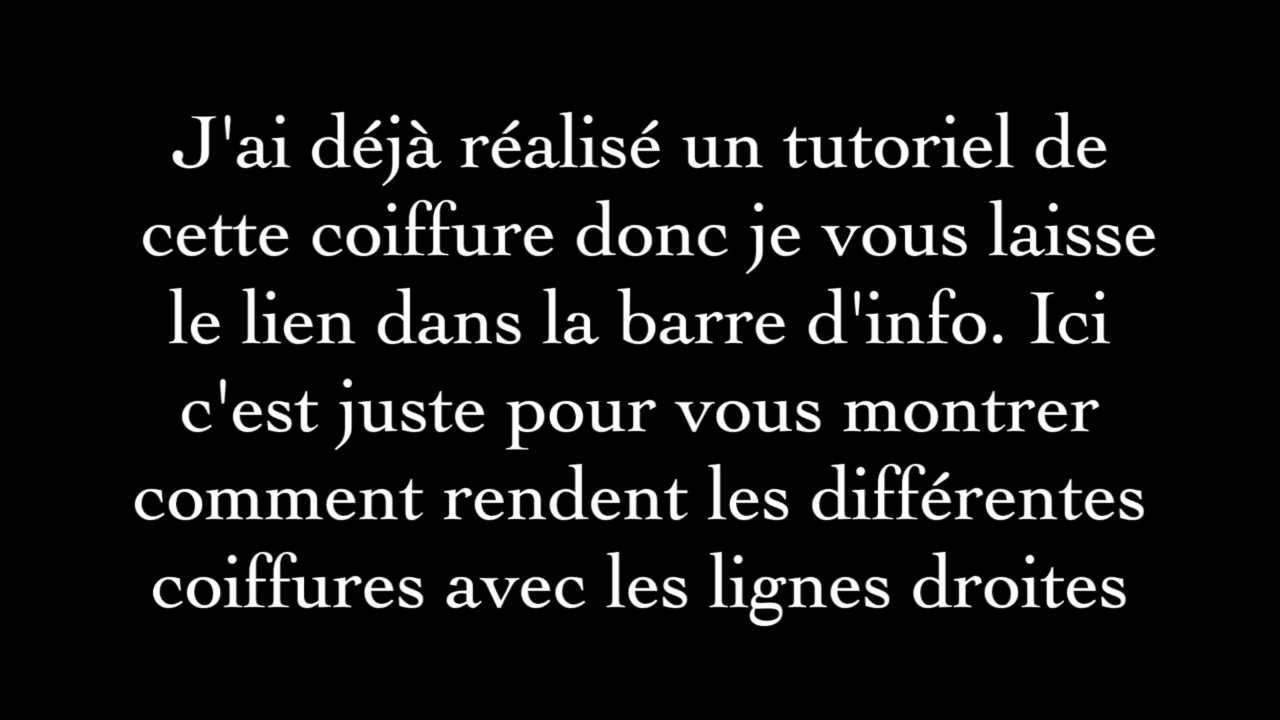 J'ai déjà réalisé un tutoriel de
cette coiffure donc je vous laisse
le lien dans la barre d'info. Ici
c'est juste pour vous montrer
comment rendent les différentes
coiffures avec les lignes droites